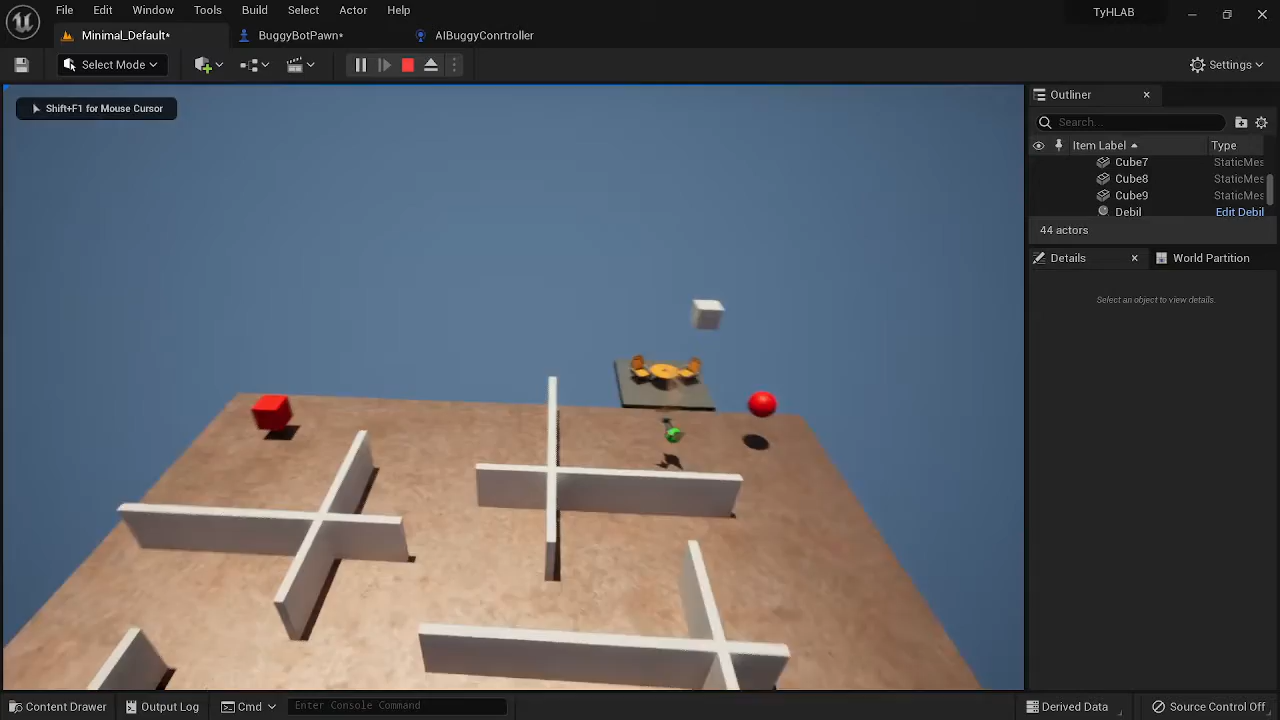 File Edit Window Tools Build Select Actor Help
TyHLAB
Minimal_Default* BuggyBotPawn* AIBuggyConrtroller
Select Mode
Settings
Shift+F1 for Mouse Cursor
Outliner
Search...
Item Label Type
Cube7 StaticMes
Cube8 StaticMes
Cube9 StaticMes
Debil Edit Debil
44 actors
Details World Partition
Select an object to view details.
Content Drawer Output Log Cmd Enter Console Command Derived Data Source Control Off